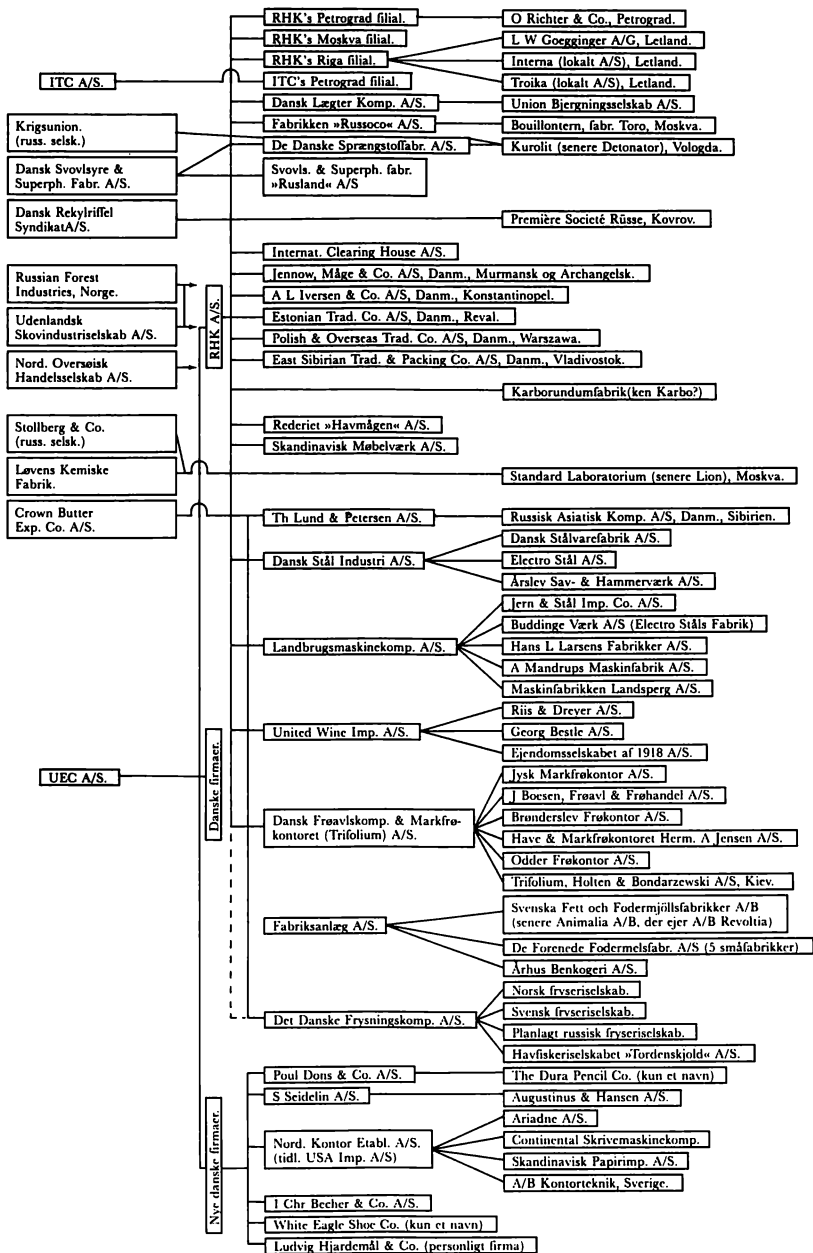 RHK's Petrograd filial.
O Richter & Co., Petrograd.
RHK's Moskva filial.
L W Goegginger A/G, Letland.
RHK's Riga filial.
Interna (lokalt A/S), Letland.
ITC A/S.
ITC's Petrograd filial.
Troika (lokalt A/S), Letland.
Dansk Lægter Komp. A/S.
Union Bjergningsselskab A/S.
Krigsunion.
(russ. selsk.)
Fabrikken »Russoco« A/S.
Bouillontern, fabr. Toro, Moskva.
De Danske Sprængstoffabr. A/S.
Kurolit (senere Detonator), Vologda.
Dansk Svovlsyre &
Superph. Fabr. A/S.
Svovls. & Superph. fabr.
»Rusland« A/S
Dansk Rekylriffel
SyndikatA/S.
Première Societé Rüsse, Kovrov.
Internat. Clearing House A/S.
Russian Forest
Industries, Norge.
Jennow, Måge & Co. A/S, Danm., Murmansk og Archangelsk.
A L Iversen & Co. A/S, Danm., Konstantinopel.
Udenlandsk
Skovindustriselskab A/S.
RHK A/S.
Estonian Trad. Co. A/S, Danm., Reval.
Polish & Overseas Trad. Co. A/S, Danm., Warszawa.
Nord. Oversøisk
Handelsselskab A/S.
East Sibirian Trad. & Packing Co. A/S, Danm., Vladivostok.
Karborundumfabrik(ken Karbo?)
Stollberg & Co.
(russ. selsk.)
Rederiet »Havmågen« A/S.
Skandinavisk Møbelværk A/S.
Løvens Kemiske
Fabrik.
Standard Laboratorium (senere Lion), Moskva.
Crown Butter
Exp. Co. A/S.
Th Lund & Petersen A/S.
Russisk Asiatisk Komp. A/S, Danm., Sibirien.
Dansk Stålvarefabrik A/S.
Dansk Stål Industri A/S.
Electro Stål A/S.
Årslev Sav- & Hammerværk A/S.
Jern & Stål Imp. Co. A/S.
Buddinge Værk A/S (Electro Ståls Fabrik)
Landbrugsmaskinekomp. A/S.
Hans L Larsens Fabrikker A/S.
A Mandrups Maskinfabrik A/S.
Maskinfabrikken Landsperg A/S.
Riis & Dreyer A/S.
United Wine Imp. A/S.
Georg Bestle A/S.
Ejendomsselskabet af 1918 A/S.
UEC A/S.
Danske firmaer.
Jysk Markfrøkontor A/S.
J Boesen, Frøavl & Frøhandel A/S.
Dansk Frøavlskomp. & Markfrø-
kontoret (Trifolium) A/S.
Brønderslev Frøkontor A/S.
Have & Markfrøkontoret Herm. A Jensen A/S.
Odder Frøkontor A/S.
Trifolium, Holten & Bondarzewski A/S, Kiev.
Svenska Fett och Fodermjöllsfabrikker A/B
(senere Animalia A/B, der ejer A/B Revoltia)
Fabriksanlæg A/S.
De Forenede Fodermelsfabr. A/S (5 småfabrikker)
Århus Benkogeri A/S.
Norsk fryseriselskab.
Svensk fryseriselskab.
Det Danske Frysningskomp. A/S.
Planlagt russisk fryseriselskab.
Havfiskeriselskabet »Tordenskjold« A/S.
Poul Dons & Co. A/S.
The Dura Pencil Co. (kun et navn)
S Seidelin A/S.
Augustinus & Hansen A/S.
Nye danske firmaer.
Ariadne A/S.
Nord. Kontor Etabl. A/S.
(tidl. USA Imp. A/S)
Continental Skrivemaskinekomp.
Skandinavisk Papirimp. A/S.
A/B Kontorteknik, Sverige.
I Chr Becher & Co. A/S.
White Eagle Shoe Co. (kun et navn)
Ludvig Hjardemål & Co. (personligt firma)